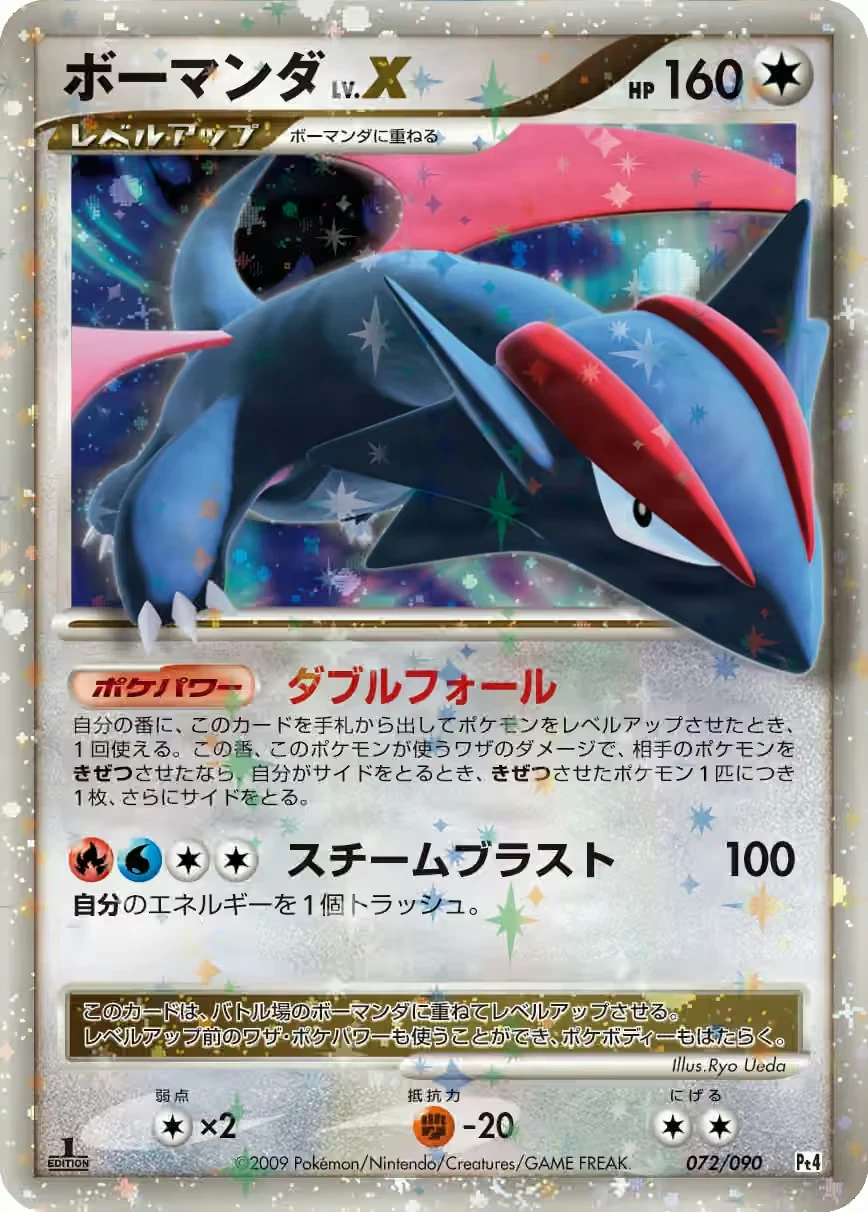 ボーマンダ LV.X HP 160
レベルアップ ボーマンダに重ねる
ポケパワー ダブルフォール
自分の番に、このカードを手札から出してポケモンをレベルアップさせたとき、
1回使える。この番、このポケモンが使うワザのダメージで、相手のポケモンを
きぜつさせたなら、自分がサイドをとるとき、きぜつさせたポケモン1匹につき
1枚、さらにサイドをとる。
スチームブラスト 100
自分のエネルギーを1個トラッシュ。
このカードは、バトル場のボーマンダに重ねてレベルアップさせる。
レベルアップ前のワザ・ポケパワーも使うことができ、ポケボディーもはたらく。
Illus.Ryo Ueda
弱点 抵抗力 にげる
×2 -20
1 EDITION ©2009 Pokémon/Nintendo/Creatures/GAME FREAK. 072/090 Pt4